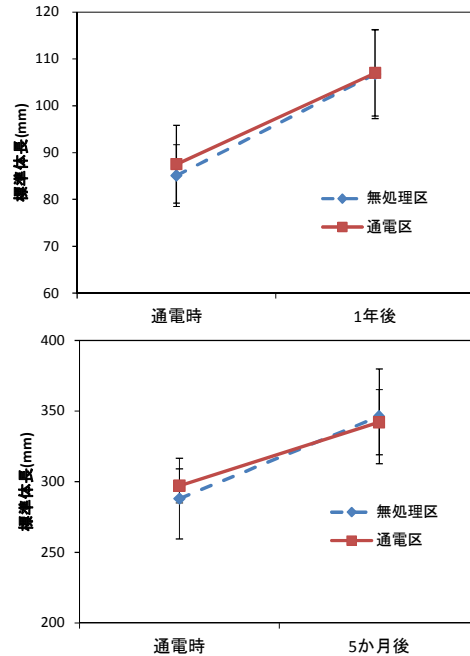 120
110
100
90
80
70
60
標準体長(mm)
無処理区
通電区
通電時 1年後
400
350
300
250
200
標準体長(mm)
無処理区
通電区
通電時 5か月後